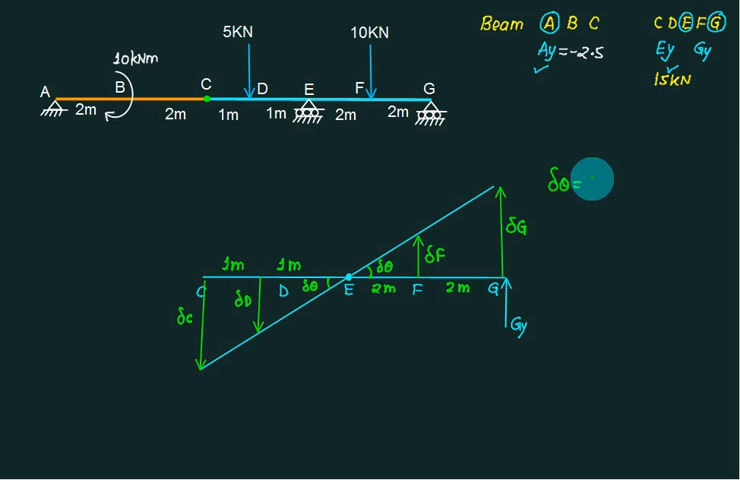 Beam A B C C D E F G
5KN 10KN Ay=-2.5 Ey Gy
10kNm 15kN
A B C D E F G
2m 2m 1m 1m 2m 2m
δθ=
δG
1m 1m δθ δF
C δD D δθ E 2m F 2m G
δc Gy